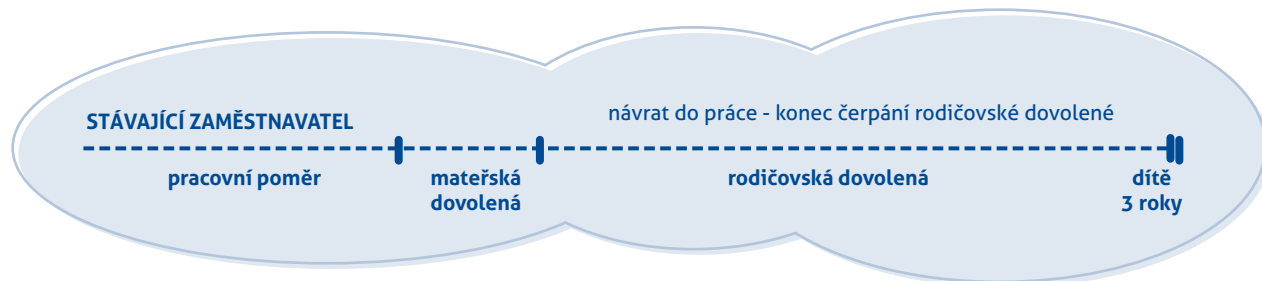 návrat do práce - konec čerpání rodičovské dovolené
STÁVAJÍCÍ ZAMĚSTNAVATEL
pracovní poměr
mateřská
dovolená
rodičovská dovolená
dítě
3 roky